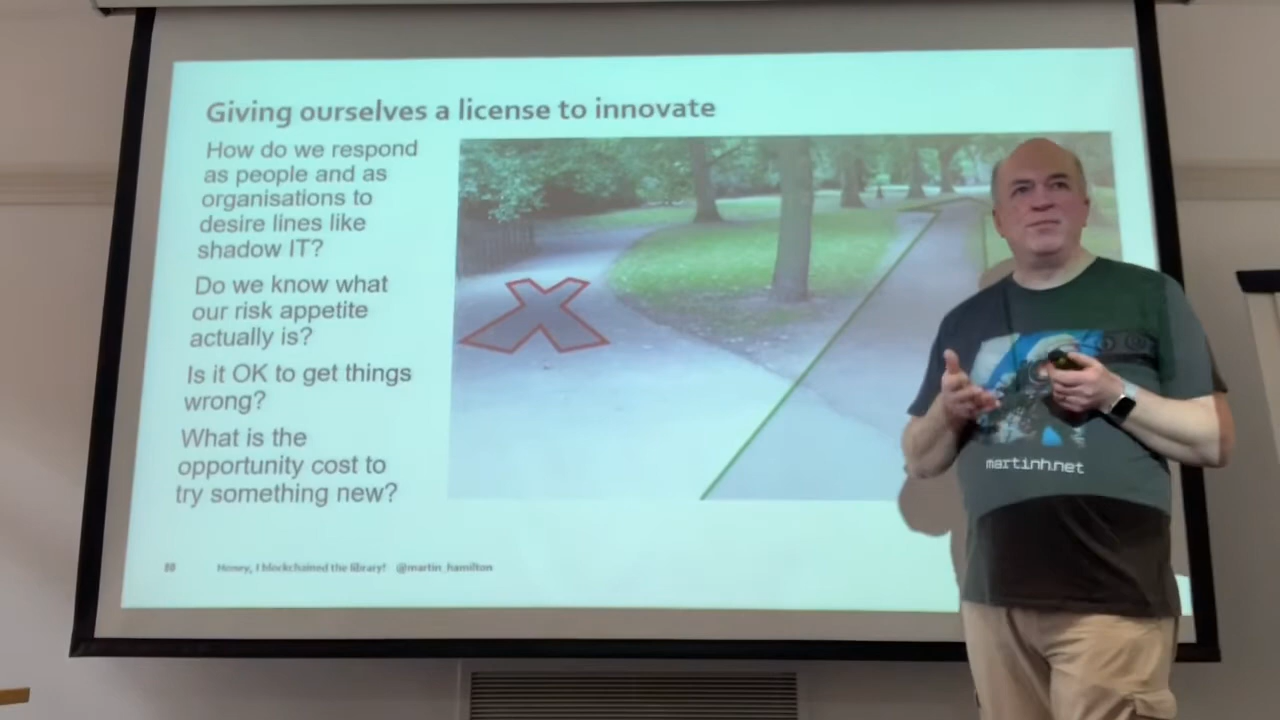 Giving ourselves a license to innovate
How do we respond
as people and as
organisations to
desire lines like
shadow IT?
Do we know what
our risk appetite
actually is?
Is it OK to get things
wrong?
What is the
opportunity cost to
try something new?
Honey, I blockchained the library! @martin_hamilton
martinh.net